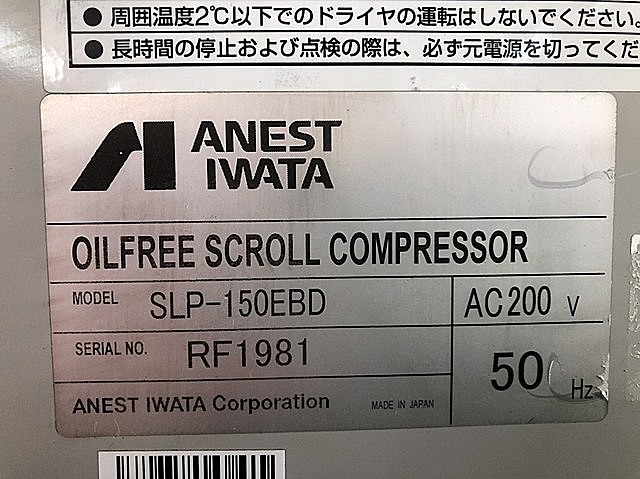 ● 周囲温度2℃以下でのドライヤの運転はしないでください。
● 長時間の停止および点検の際は、必ず元電源を切ってくだ
ANEST
IWATA
OILFREE SCROLL COMPRESSOR
MODEL SLP-150EBD AC 200 V
SERIAL NO. RF1981 50 Hz
ANEST IWATA Corporation MADE IN JAPAN